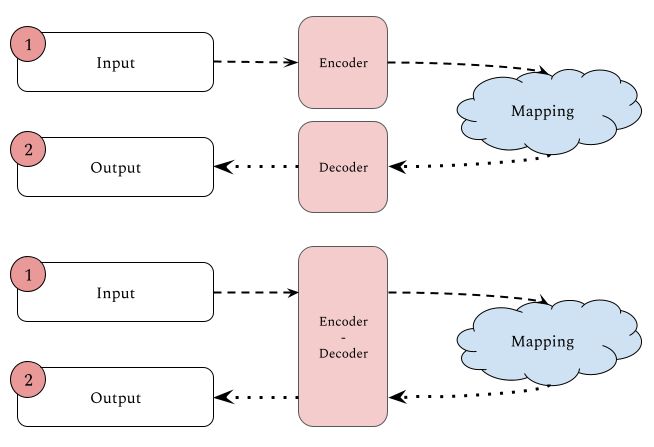 1
Input
Encoder
Mapping
2
Output
Decoder
1
Input
Encoder
-
Decoder
Mapping
2
Output